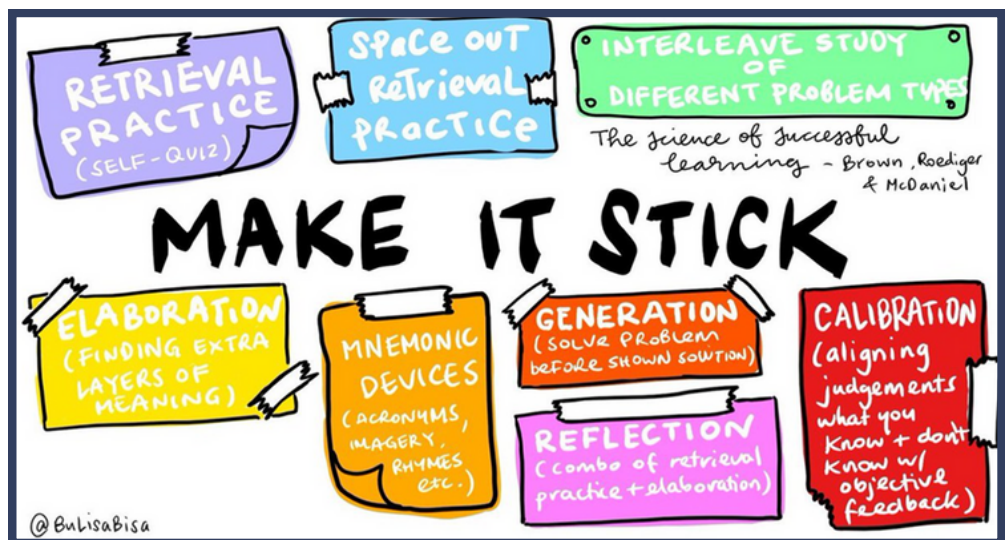 RETRIEVAL
PRACTICE
(SELF-QUIZ)
SPACE OUT
RETRIEVAL
PRACTICE
INTERLEAVE STUDY
OF
DIFFERENT PROBLEM TYPES
The science of successful
learning - Brown, Roediger
& McDaniel
MAKE IT STICK
ELABORATION
(FINDING EXTRA
LAYERS OF
MEANING)
MNEMONIC
DEVICES
(ACRONYMS,
IMAGERY,
RHYMES
etc.)
GENERATION
(SOLVE PROBLEM
BEFORE SHOWN SOLUTION)
REFLECTION
(combo of retrieval
practice + elaboration)
CALIBRATION
(aligning
judgements
what you
know + don't
know w/
objective
feedback)
@BuLisaBisa